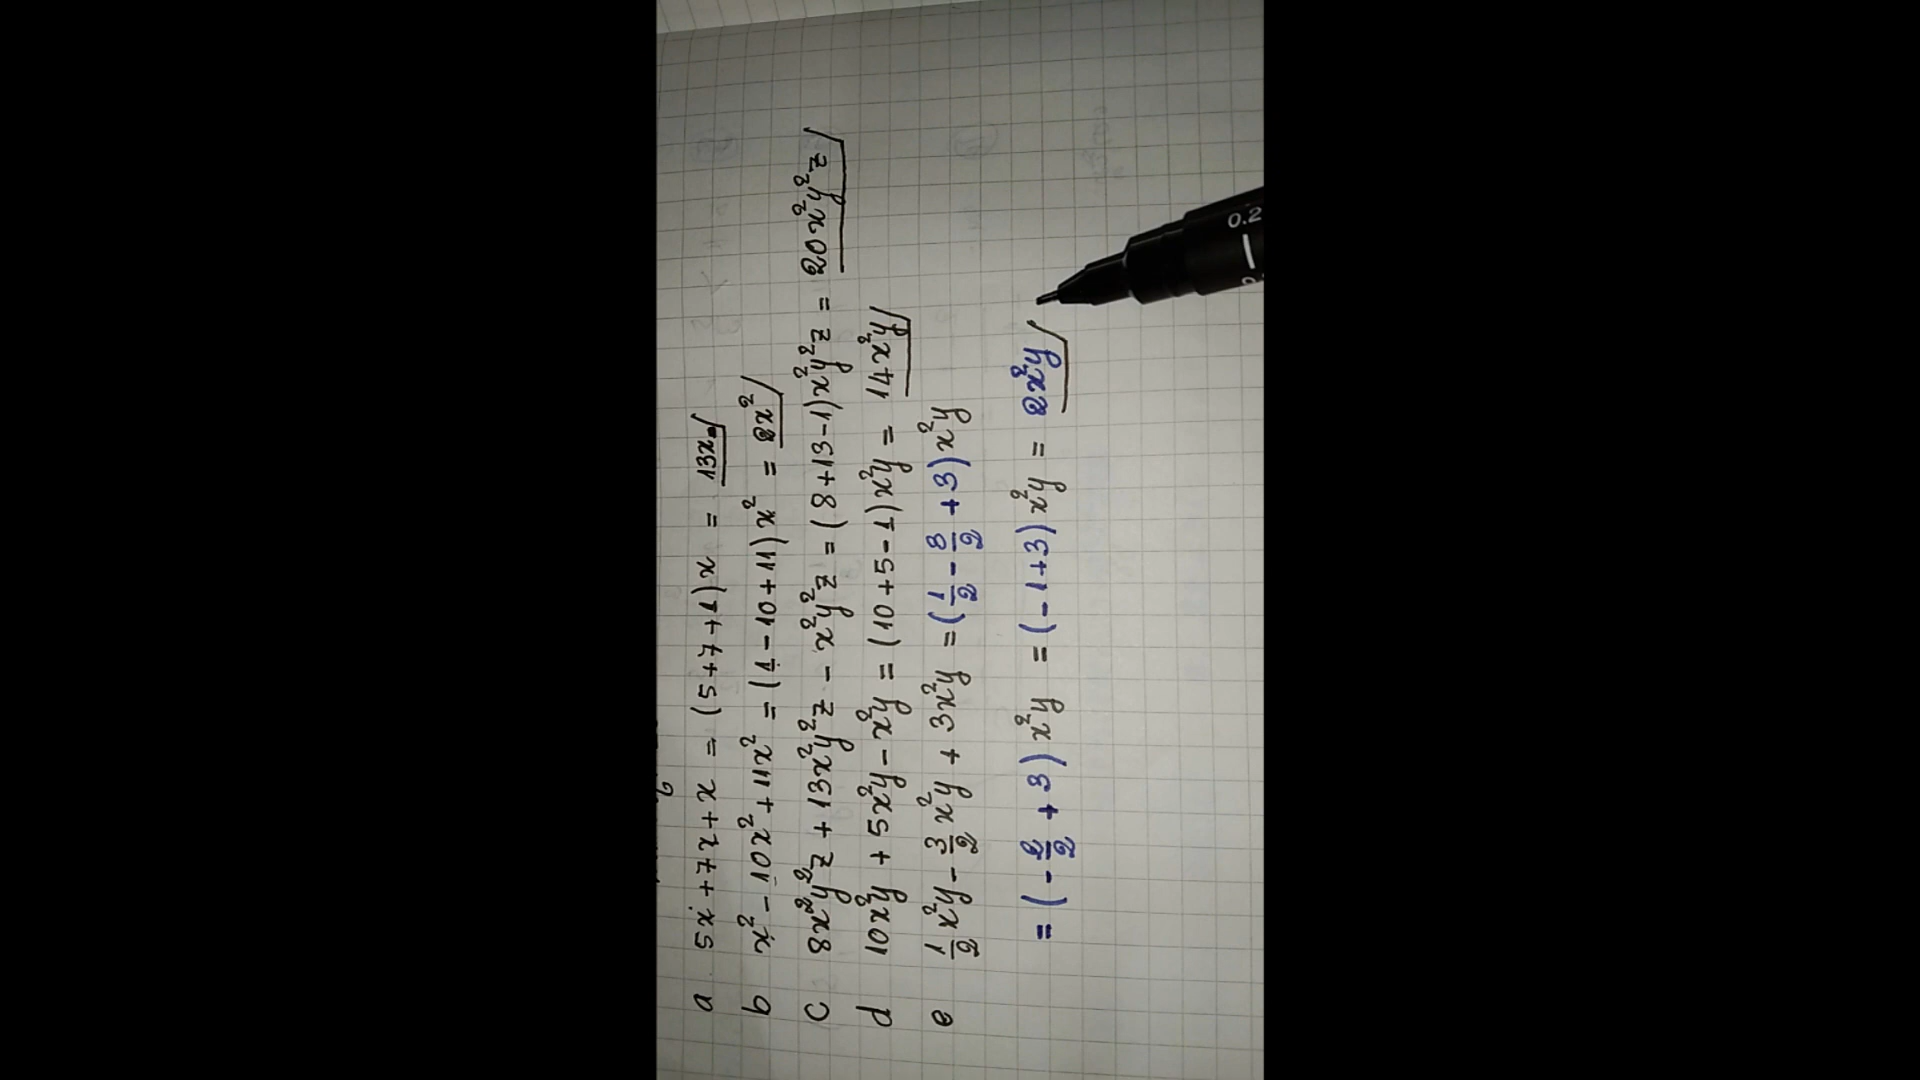 a 5x + 7x + x = (5+7+1)x = 13x
b x² - 10x² + 11x² = (1 - 10 + 11)x² = 2x²
c 8x²y²z + 13x²y²z - x²y²z = (8+13-1)x²y²z = 20x²y²z
d 10x²y + 5x²y - x²y = (10+5-1)x²y = 14x²y
e 1/2 x²y - 3/2 x²y + 3x²y = (1/2 - 3/2 + 3)x²y
= (-2/2 + 3)x²y = (-1+3)x²y = 2x²y
0.2